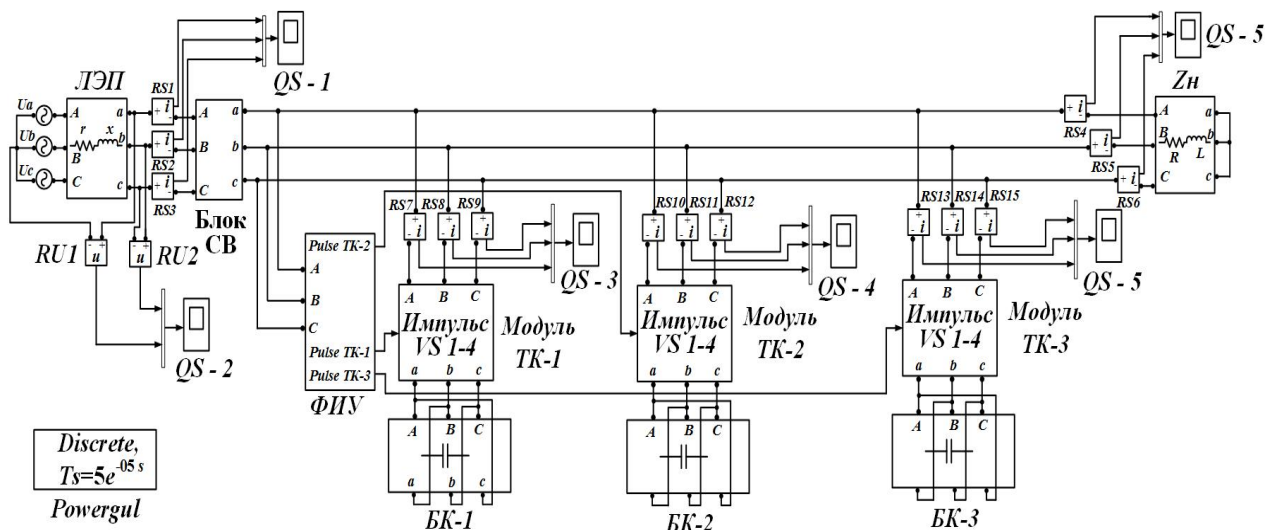 ЛЭП
RS1
QS - 1
Ua
Ub
Uc
A
B
C
r
x
a
b
c
+ i -
+ i -
+ i -
RS2
RS3
A
B
C
a
b
c
Блок
СВ
- +
u
RU1
- +
u
RU2
QS - 2
QS - 5
Zн
+ i -
RS4
+ i -
RS5
+ i -
RS6
A
B
C
R
L
a
b
c
Pulse TK-2
A
B
C
Pulse TK-1
Pulse TK-3
ФИУ
RS7
RS8
RS9
+ - i
+ - i
+ - i
QS - 3
A B C
Импульс
VS 1-4
a b c
Модуль
ТК-1
A B C
a b c
БК-1
RS10
RS11
RS12
+ - i
+ - i
+ - i
QS - 4
A B C
Импульс
VS 1-4
a b c
Модуль
ТК-2
A B C
a b c
БК-2
RS13
RS14
RS15
+ - i
+ - i
+ - i
QS - 5
A B C
Импульс
VS 1-4
a b c
Модуль
ТК-3
A B C
a b c
БК-3
Discrete,
Ts=5e-05 s
Powergul